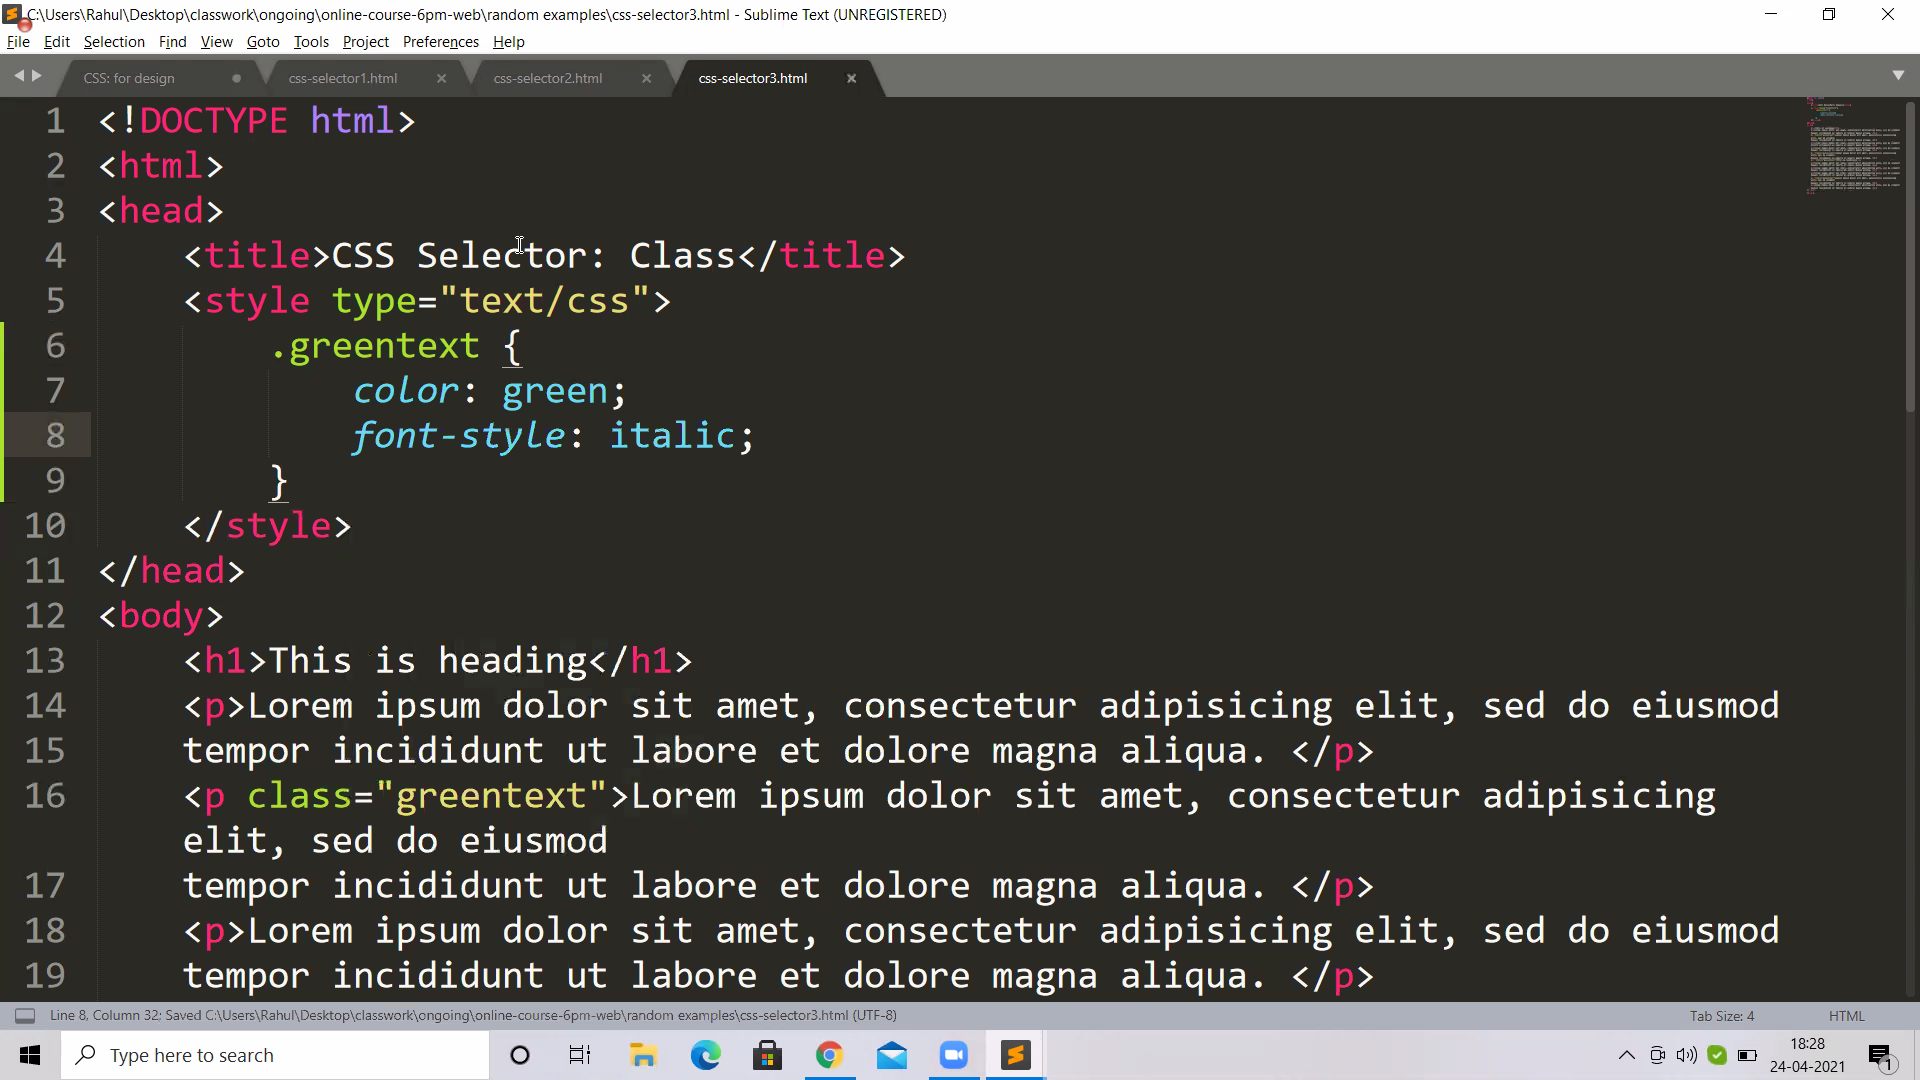 C:\Users\Rahul\Desktop\classwork\ongoing\online-course-6pm-web\random examples\css-selector3.html - Sublime Text (UNREGISTERED)
File Edit Selection Find View Goto Tools Project Preferences Help
CSS: for design css-selector1.html css-selector2.html css-selector3.html
1 <!DOCTYPE html>
2 <html>
3 <head>
4 <title>CSS Selector: Class</title>
5 <style type="text/css">
6 .greentext {
7 color: green;
8 font-style: italic;
9 }
10 </style>
11 </head>
12 <body>
13 <h1>This is heading</h1>
14 <p>Lorem ipsum dolor sit amet, consectetur adipisicing elit, sed do eiusmod
15 tempor incididunt ut labore et dolore magna aliqua. </p>
16 <p class="greentext">Lorem ipsum dolor sit amet, consectetur adipisicing
elit, sed do eiusmod
17 tempor incididunt ut labore et dolore magna aliqua. </p>
18 <p>Lorem ipsum dolor sit amet, consectetur adipisicing elit, sed do eiusmod
19 tempor incididunt ut labore et dolore magna aliqua. </p>
Line 8, Column 32; Saved C:\Users\Rahul\Desktop\classwork\ongoing\online-course-6pm-web\random examples\css-selector3.html (UTF-8) Tab Size: 4 HTML
Type here to search
18:28
24-04-2021
1